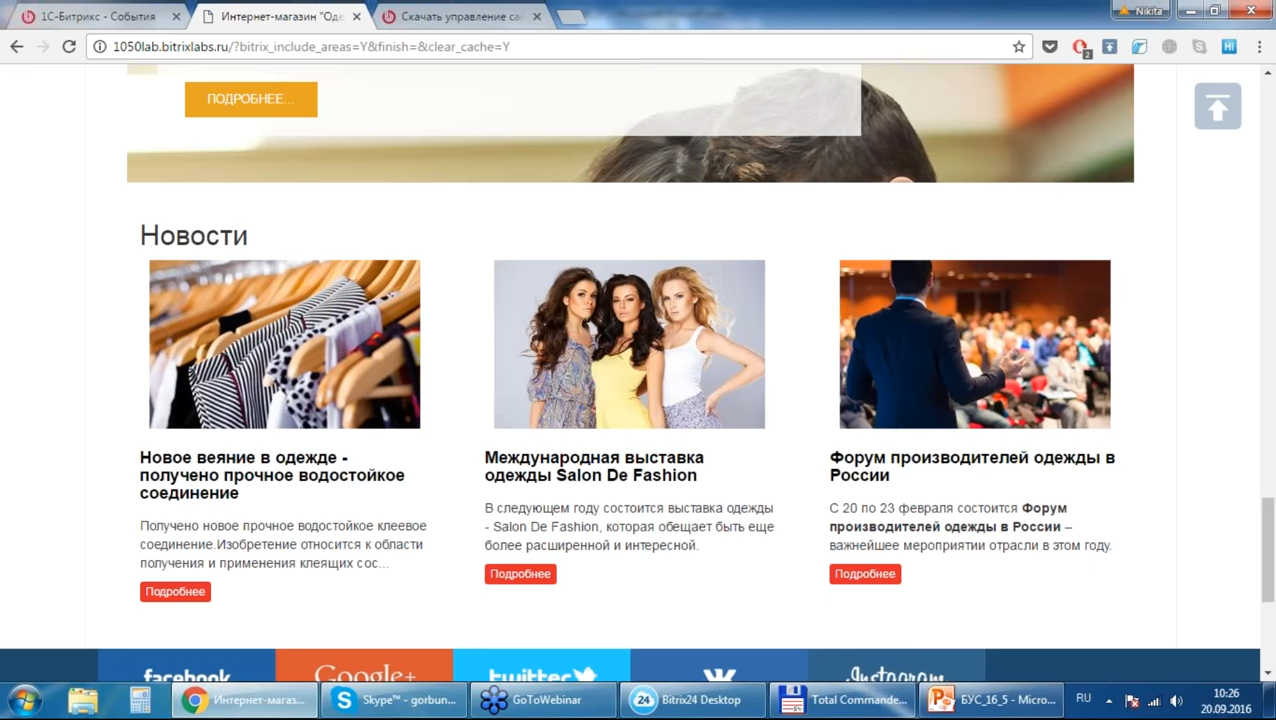 1С-Битрикс - События
Интернет-магазин "Оде
Скачать управление сай
Nikita
1050lab.bitrixlabs.ru/?bitrix_include_areas=Y&finish=&clear_cache=Y
2
Hi
ПОДРОБНЕЕ...
Новости
Новое веяние в одежде -
получено прочное водостойкое
соединение
Получено новое прочное водостойкое клеевое
соединение.Изобретение относится к области
получения и применения клеящих сос...
Подробнее
Международная выставка
одежды Salon De Fashion
В следующем году состоится выставка одежды
- Salon De Fashion, которая обещает быть еще
более расширенной и интересной.
Подробнее
Форум производителей одежды в
России
С 20 по 23 февраля состоится Форум
производителей одежды в России –
важнейшее мероприятии отрасли в этом году.
Подробнее
facebook
Google+
twitter
Instagram
Интернет-магаз...
Skype™ - gorbun...
GoToWebinar
24
Bitrix24 Desktop
Total Commande...
БУС_16_5 - Micro...
RU
10:26
20.09.2016